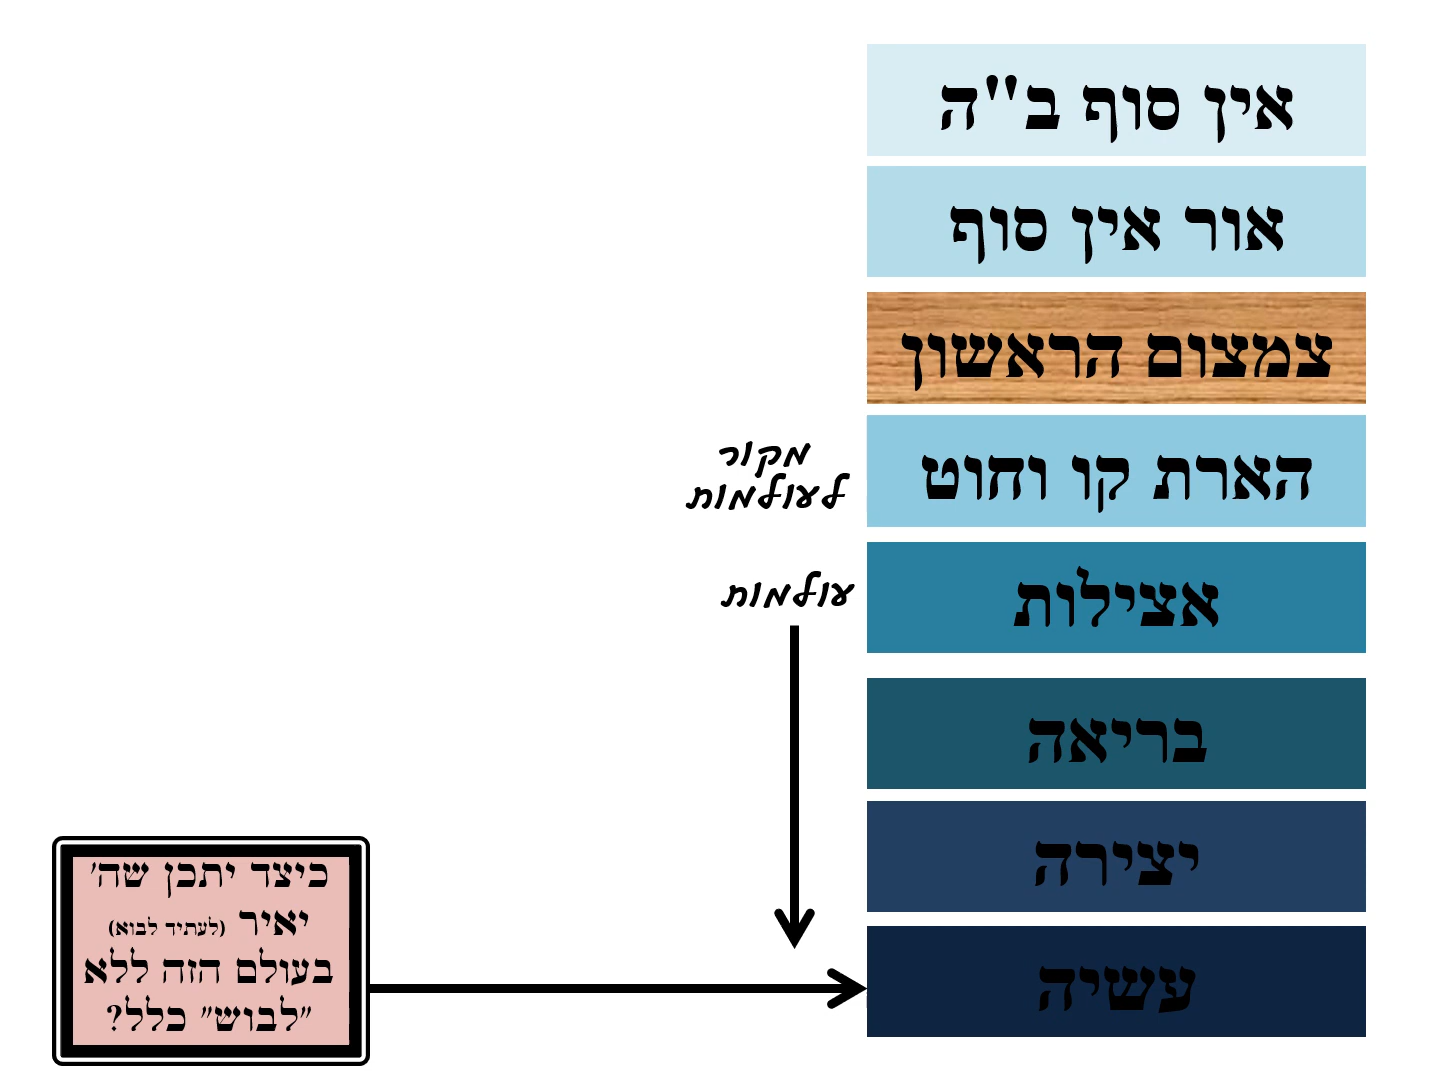 אין סוף ב"ה
אור אין סוף
צמצום הראשון
הארת קו וחוט
מקור
לעולמות
אצילות
עולמות
בריאה
יצירה
עשיה
כיצד יתכן שה'
יאיר (לעתיד לבוא)
בעולם הזה ללא
"לבוש" כלל?